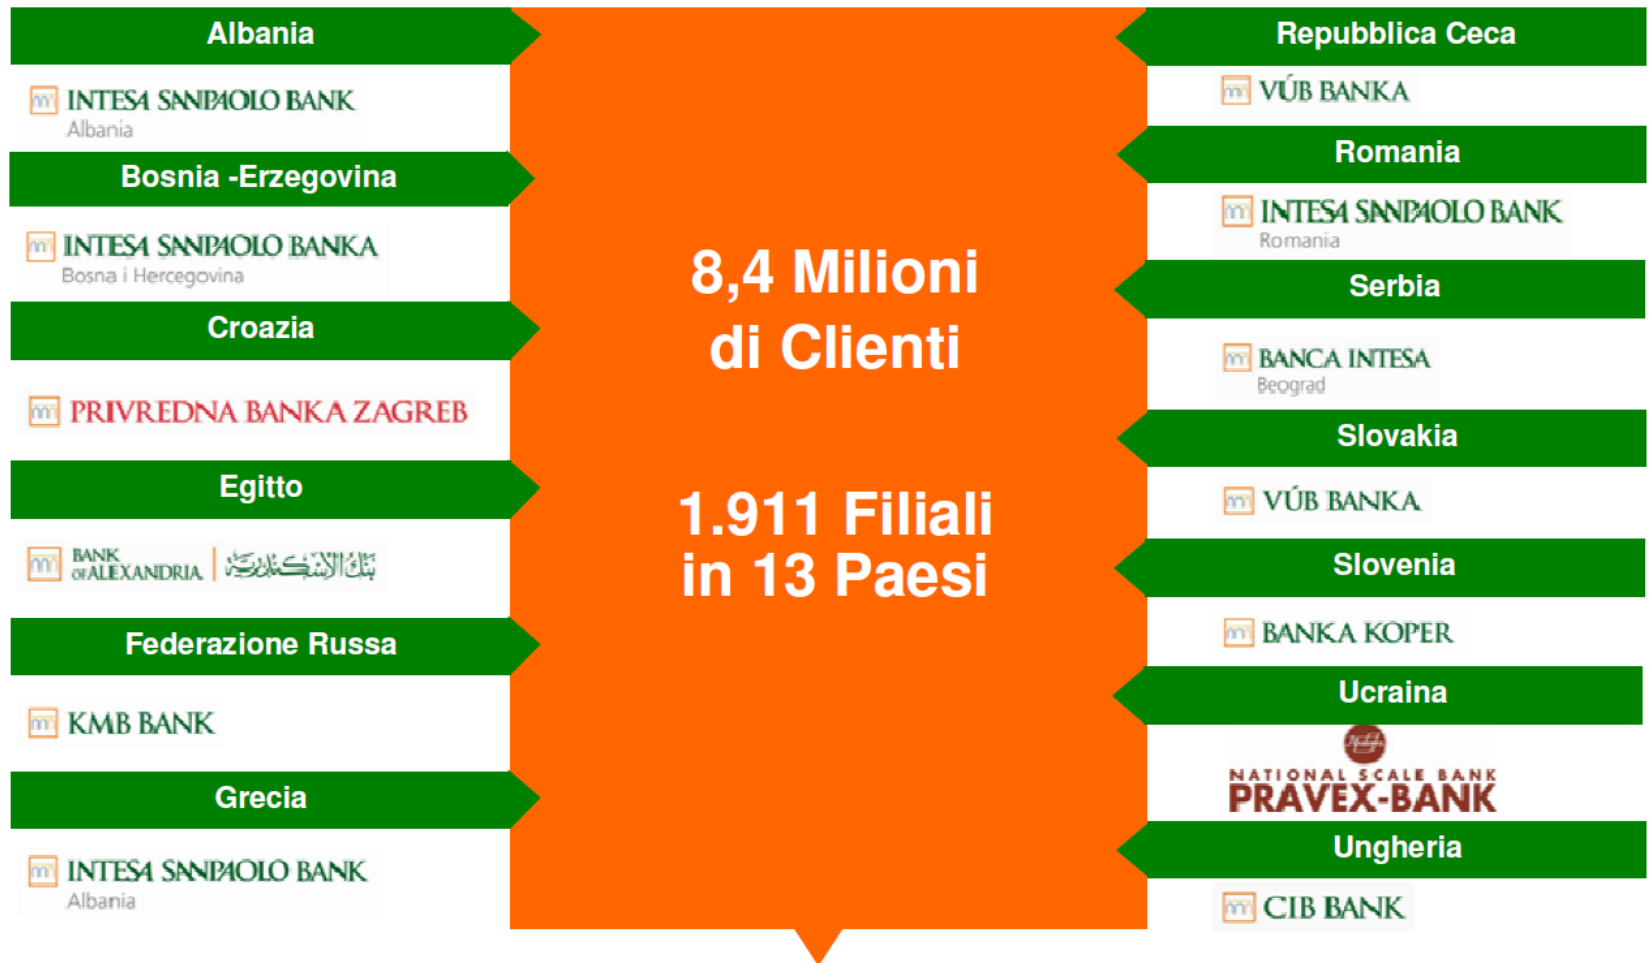 Albania
INTESA SANPAOLO BANK
Albania
Bosnia -Erzegovina
INTESA SANPAOLO BANKA
Bosna i Hercegovina
Croazia
PRIVREDNA BANKA ZAGREB
Egitto
BANK
OF ALEXANDRIA
بنك الإسكندرية
Federazione Russa
KMB BANK
Grecia
INTESA SANPAOLO BANK
Albania
8,4 Milioni
di Clienti
1.911 Filiali
in 13 Paesi
Repubblica Ceca
VÚB BANKA
Romania
INTESA SANPAOLO BANK
Romania
Serbia
BANCA INTESA
Beograd
Slovakia
VÚB BANKA
Slovenia
BANKA KOPER
Ucraina
NATIONAL SCALE BANK
PRAVEX-BANK
Ungheria
CIB BANK